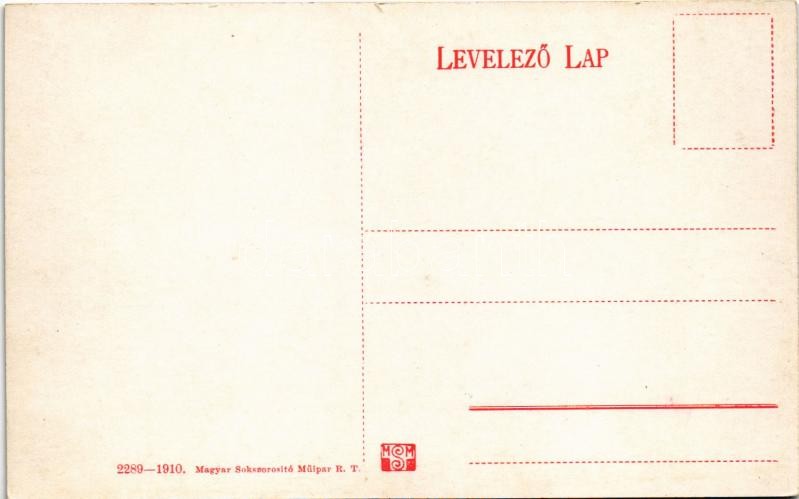 LEVELEZŐ LAP
2289—1910. Magyar Sokszorosító Műipar R. T.
MSM